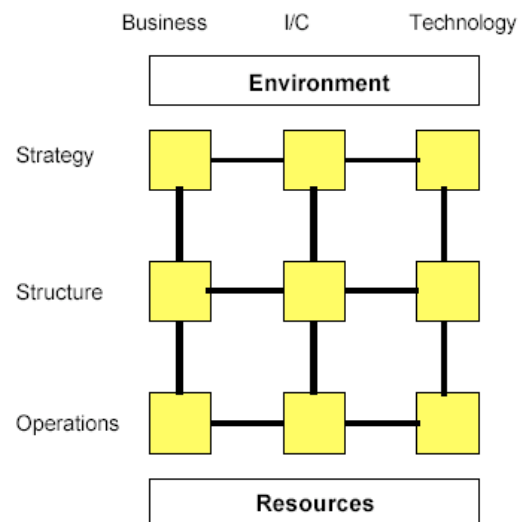 Business I/C Technology
Environment
Strategy
Structure
Operations
Resources